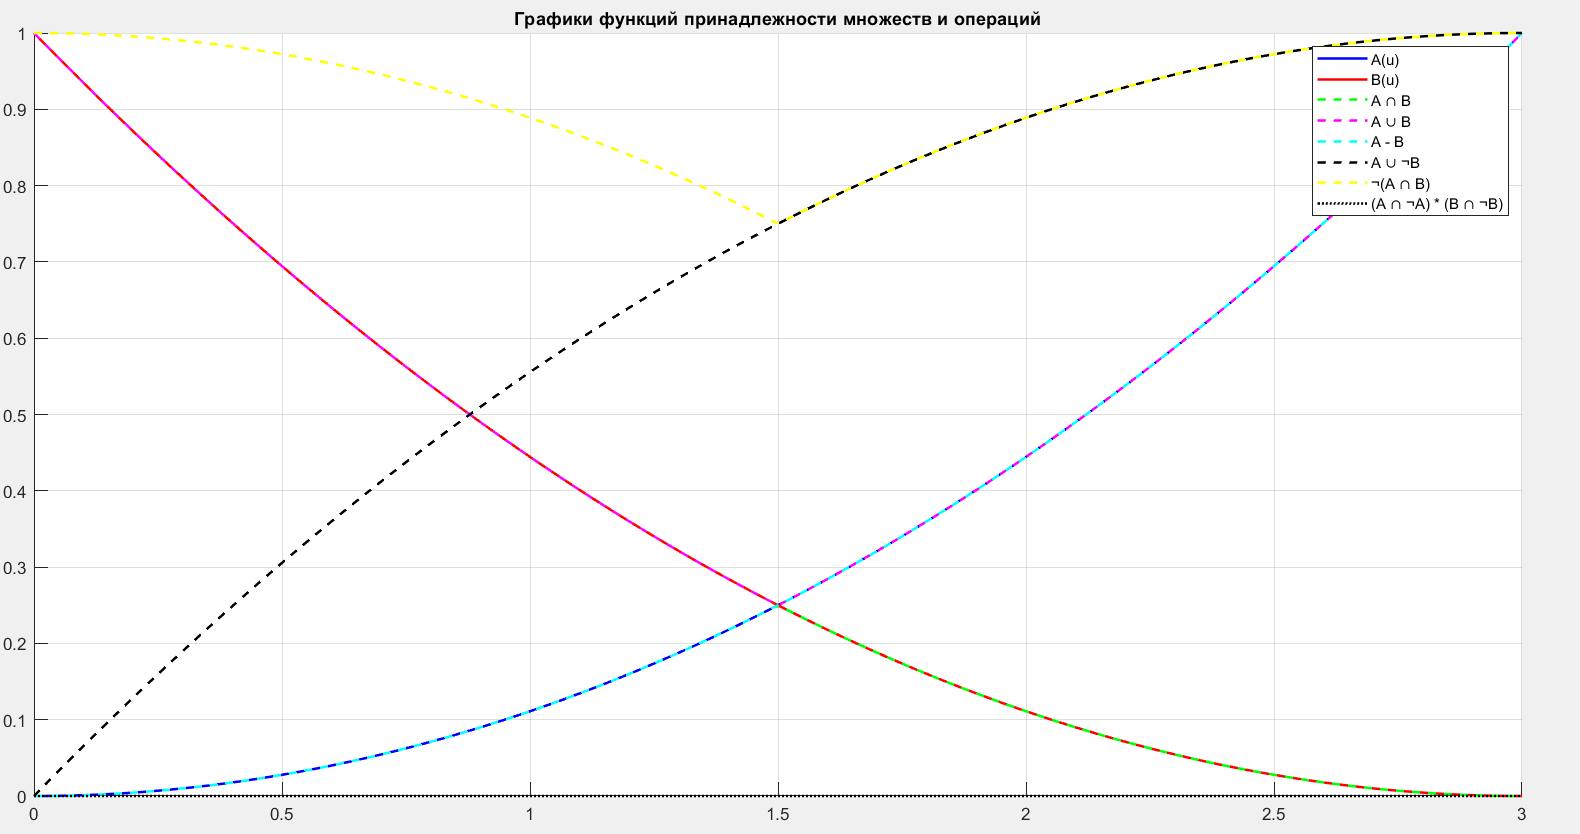 Графики функций принадлежности множеств и операций
1
0.9
0.8
0.7
0.6
0.5
0.4
0.3
0.2
0.1
0
A(u)
B(u)
A ∩ B
A ∪ B
A - B
A ∪ ¬B
¬(A ∩ B)
(A ∩ ¬A) * (B ∩ ¬B)
0 0.5 1 1.5 2 2.5 3